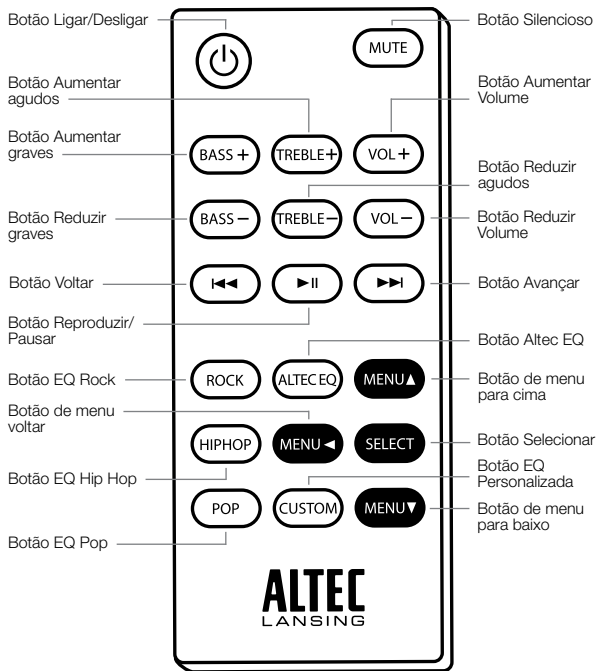 Botão Ligar/Desligar
Botão Silencioso
MUTE
Botão Aumentar
agudos
Botão Aumentar
Volume
Botão Aumentar
graves
BASS +
TREBLE+
VOL +
Botão Reduzir
agudos
Botão Reduzir
graves
BASS −
TREBLE−
VOL −
Botão Reduzir
Volume
Botão Voltar
Botão Avançar
Botão Reproduzir/
Pausar
Botão Altec EQ
Botão EQ Rock
ROCK
ALTEC EQ
MENU▲
Botão de menu
para cima
Botão de menu
voltar
HIPHOP
MENU ◄
SELECT
Botão Selecionar
Botão EQ Hip Hop
Botão EQ
Personalizada
POP
CUSTOM
MENU▼
Botão de menu
para baixo
Botão EQ Pop
ALTEC
LANSING